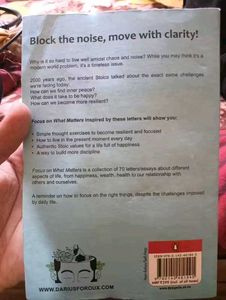 Block the noise, move with clarity!
Why is it so hard to live well amidst chaos and noise? While you may think it's a
modern world problem, it's a timeless issue.
2000 years ago, the ancient Stoics talked about the exact same challenges
we're facing today:
How can we find inner peace?
What does it take to be happy?
How can we become more resilient?
Focus on What Matters inspired by these letters will show you:
• Simple thought exercises to become resilient and focused
• How to live in the present moment every day
• Authentic Stoic values for a life full of happiness
• A way to build more discipline
Focus on What Matters is a collection of 70 letters/essays about different
aspects of life, from happiness, wealth, health to our relationship with
others and ourselves.
A reminder on how to focus on the right things, despite the challenges imposed
by daily life.
WWW.DARIUSFOROUX.COM